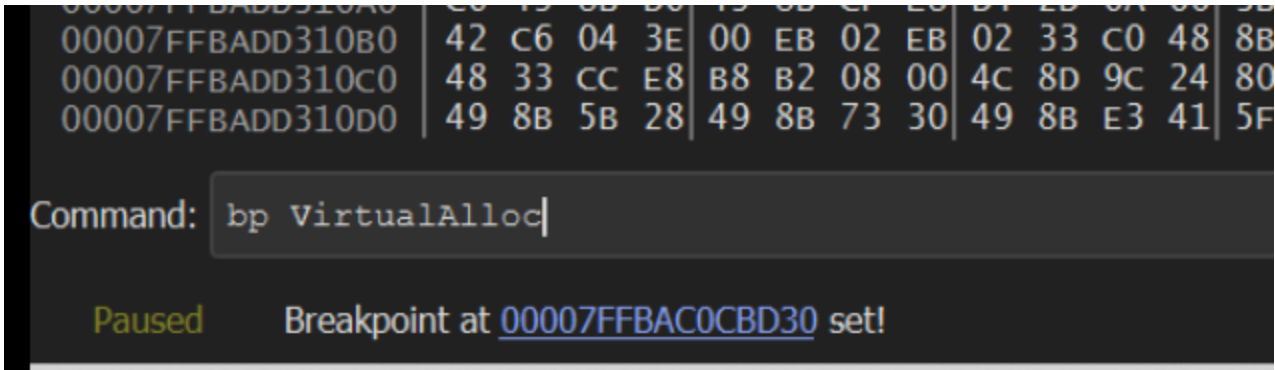 00007FFBADD310A0
00007FFBADD310B0 42 C6 04 3E 00 EB 02 EB 02 33 C0 48 8B
00007FFBADD310C0 48 33 CC E8 B8 B2 08 00 4C 8D 9C 24 80
00007FFBADD310D0 49 8B 5B 28 49 8B 73 30 49 8B E3 41 5F
Command: bp VirtualAlloc
Paused Breakpoint at 00007FFBAC0CBD30 set!